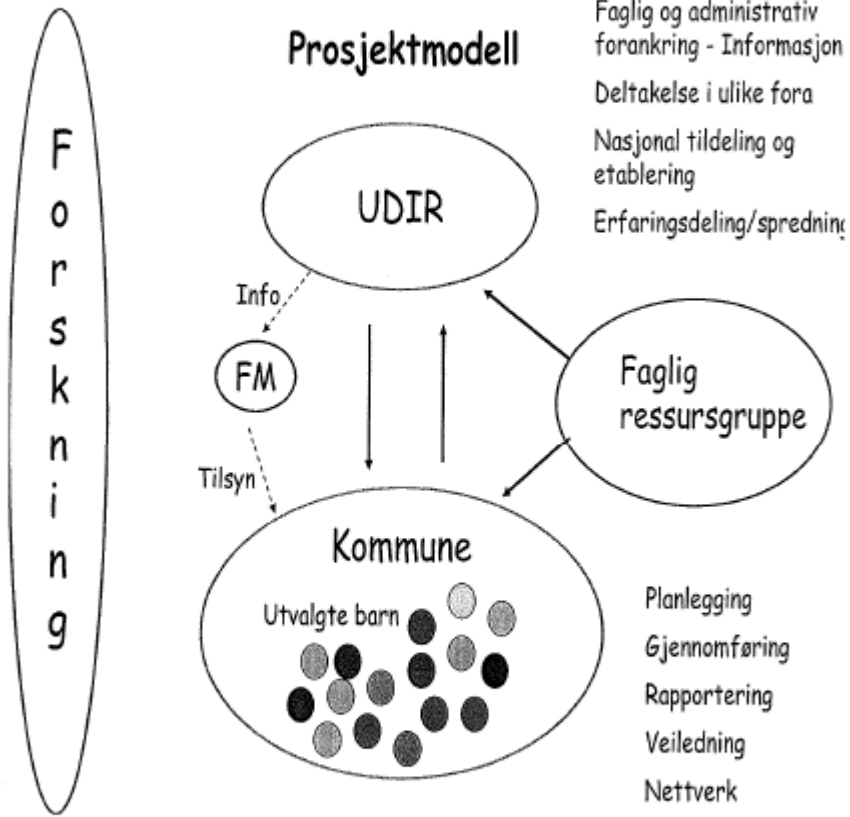 Forskning
Prosjektmodell
Faglig og administrativ
forankring - Informasjon
Deltakelse i ulike fora
Nasjonal tildeling og
etablering
Erfaringsdeling/spredning
UDIR
Info
FM
Tilsyn
Faglig
ressursgruppe
Kommune
Utvalgte barn
Planlegging
Gjennomføring
Rapportering
Veiledning
Nettverk